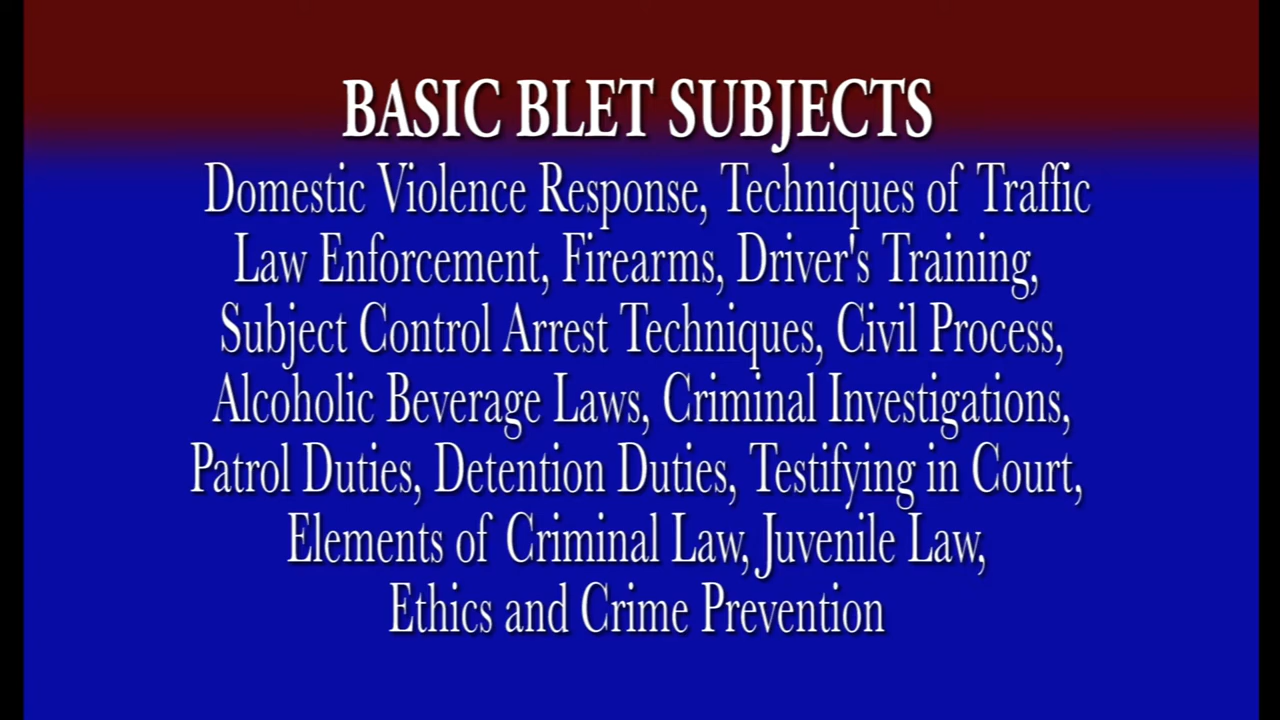 BASIC BLET SUBJECTS
Domestic Violence Response, Techniques of Traffic
Law Enforcement, Firearms, Driver's Training,
Subject Control Arrest Techniques, Civil Process,
Alcoholic Beverage Laws, Criminal Investigations,
Patrol Duties, Detention Duties, Testifying in Court,
Elements of Criminal Law, Juvenile Law,
Ethics and Crime Prevention